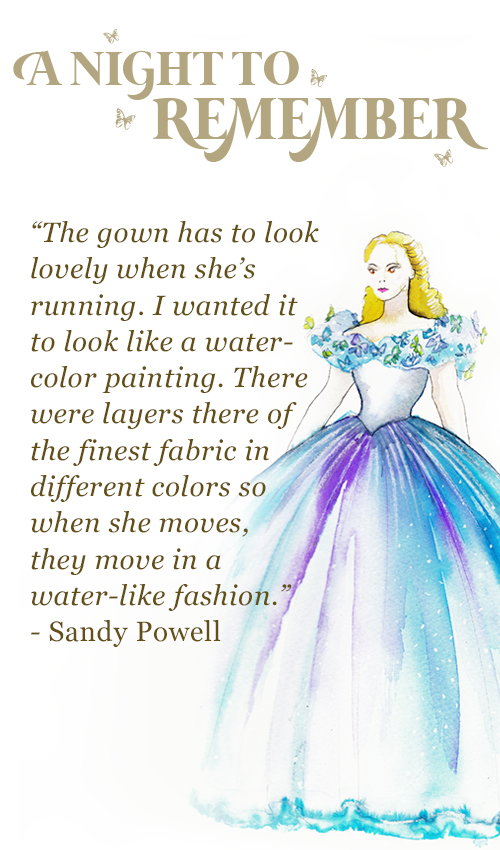 A NIGHT TO
REMEMBER
“The gown has to look
lovely when she’s
running. I wanted it
to look like a water-
color painting. There
were layers there of
the finest fabric in
different colors so
when she moves,
they move in a
water-like fashion.”
- Sandy Powell